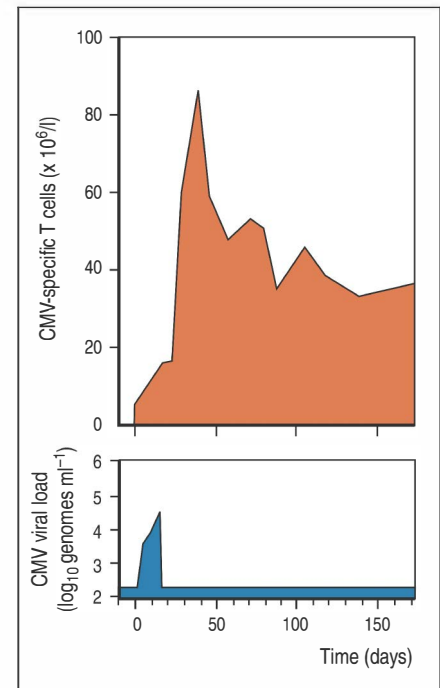 CMV-specific T cells (x 10⁶/l)
100
80
60
40
20
0
CMV viral load
(log₁₀ genomes ml⁻¹)
6
5
4
3
2
0 50 100 150
Time (days)